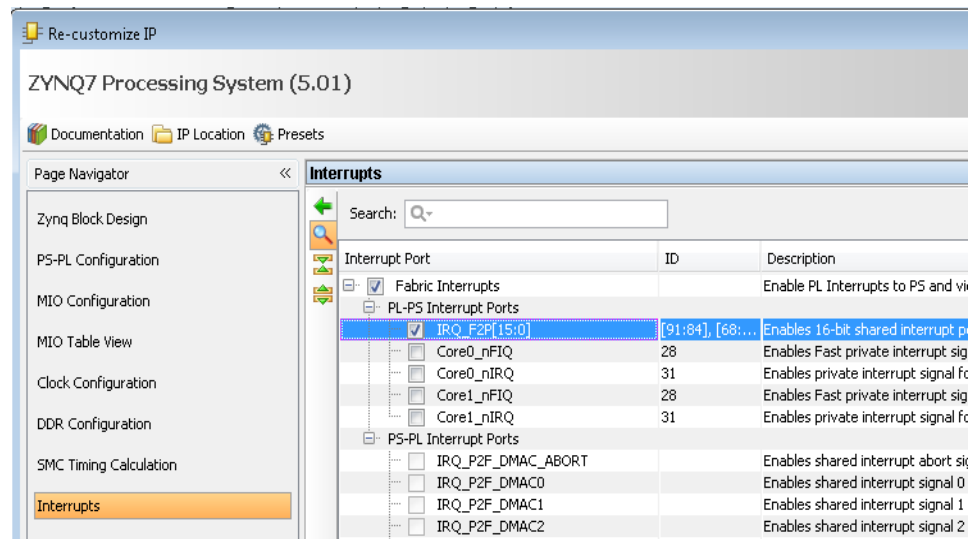 Re-customize IP
ZYNQ7 Processing System (5.01)
Documentation IP Location Presets
Page Navigator «
Zynq Block Design
PS-PL Configuration
MIO Configuration
MIO Table View
Clock Configuration
DDR Configuration
SMC Timing Calculation
Interrupts
Interrupts
Search:
Interrupt Port ID Description
Fabric Interrupts Enable PL Interrupts to PS and vi
PL-PS Interrupt Ports
IRQ_F2P[15:0] [91:84], [68:... Enables 16-bit shared interrupt p
Core0_nFIQ 28 Enables Fast private interrupt sig
Core0_nIRQ 31 Enables private interrupt signal fo
Core1_nFIQ 28 Enables Fast private interrupt sig
Core1_nIRQ 31 Enables private interrupt signal fo
PS-PL Interrupt Ports
IRQ_P2F_DMAC_ABORT Enables shared interrupt abort sig
IRQ_P2F_DMAC0 Enables shared interrupt signal 0
IRQ_P2F_DMAC1 Enables shared interrupt signal 1
IRQ_P2F_DMAC2 Enables shared interrupt signal 2